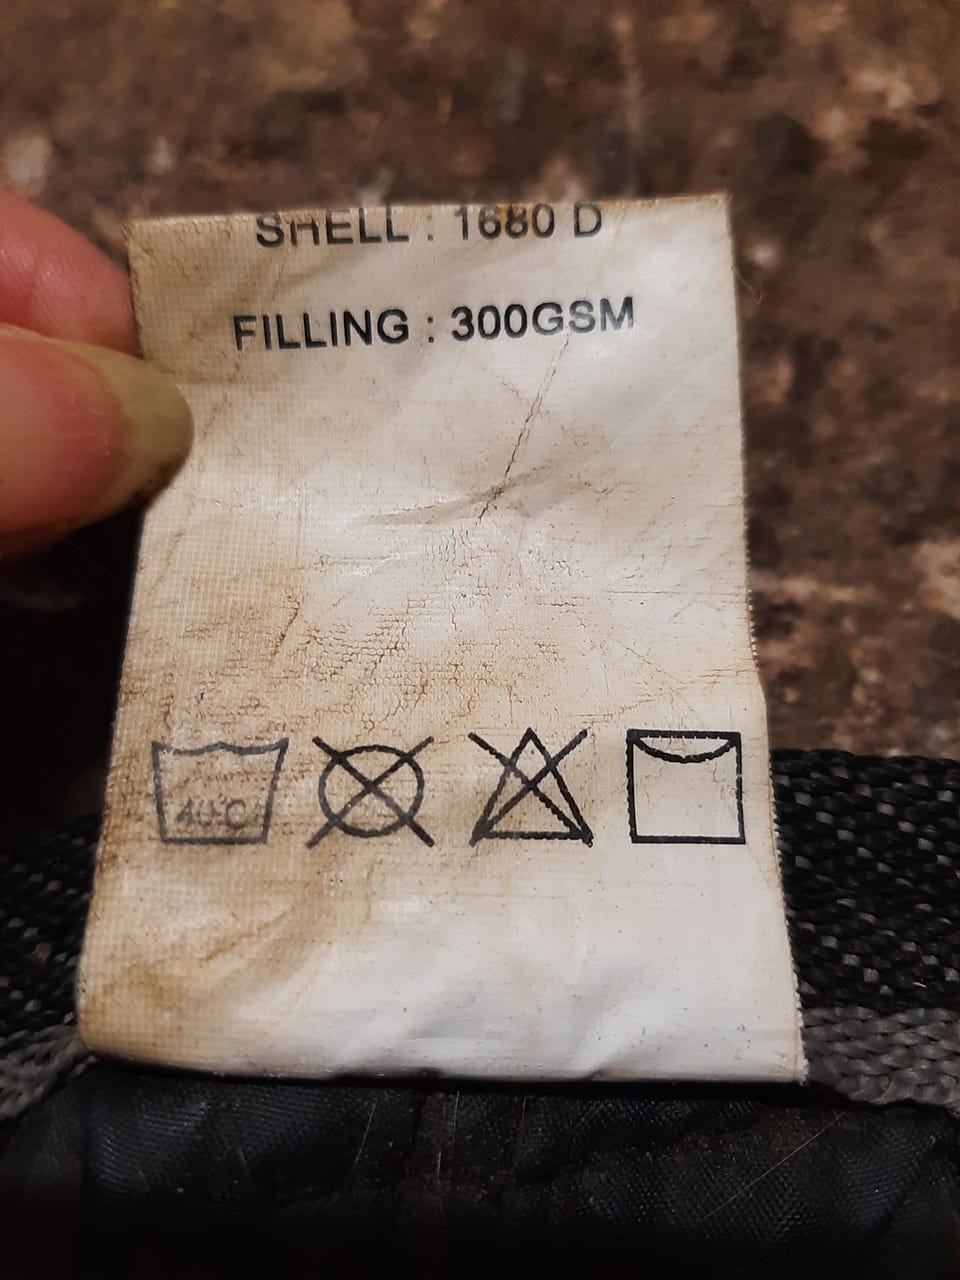 SHELL : 1680 D
FILLING : 300GSM
40°C